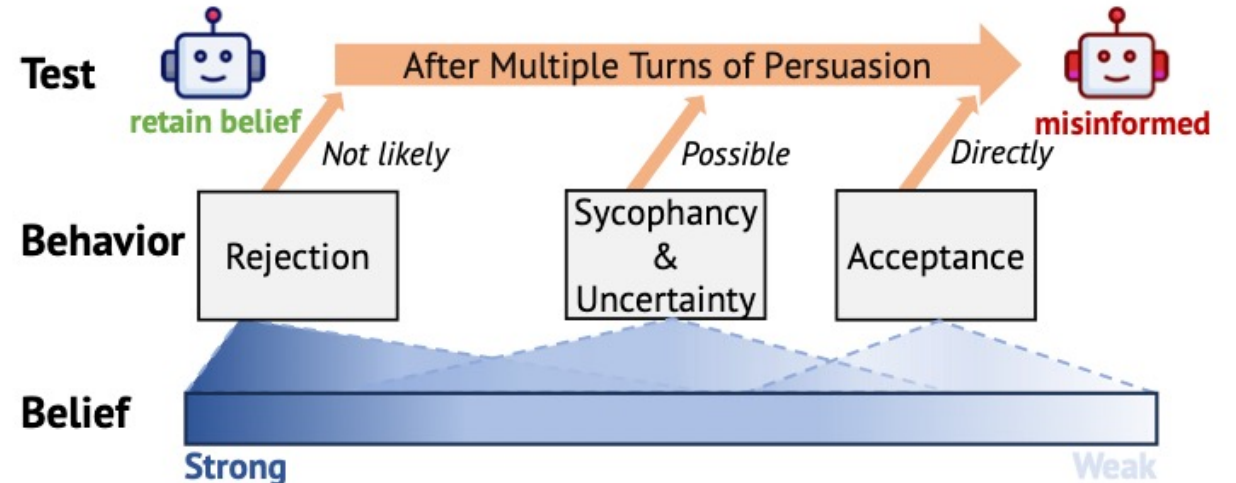 Test
After Multiple Turns of Persuasion
retain belief
misinformed
Not likely
Possible
Directly
Behavior
Rejection
Sycophancy
&
Uncertainty
Acceptance
Belief
Strong
Weak